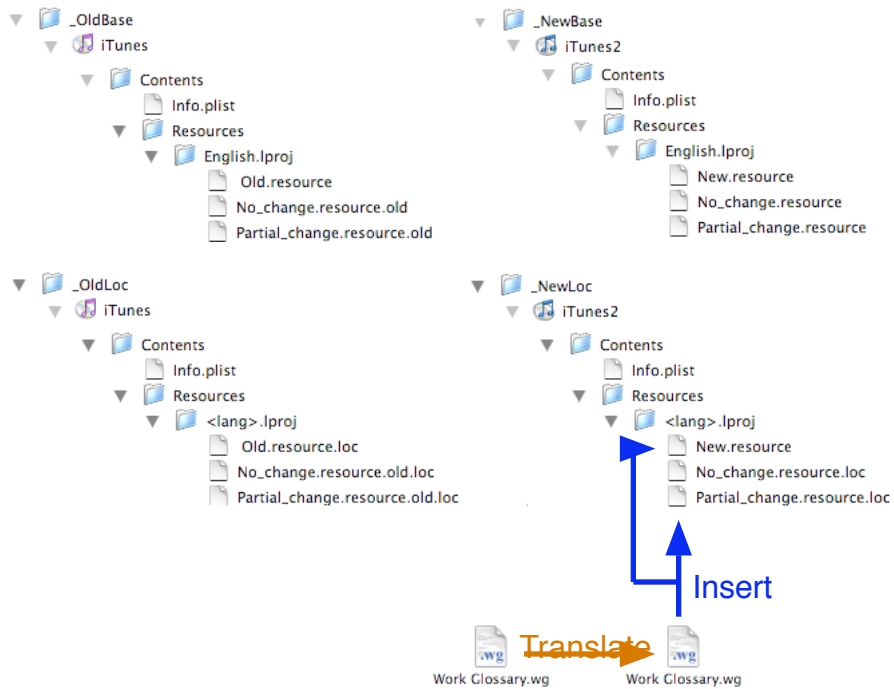 _OldBase
iTunes
Contents
Info.plist
Resources
English.lproj
Old.resource
No_change.resource.old
Partial_change.resource.old
_NewBase
iTunes2
Contents
Info.plist
Resources
English.lproj
New.resource
No_change.resource
Partial_change.resource
_OldLoc
iTunes
Contents
Info.plist
Resources
<lang>.lproj
Old.resource.loc
No_change.resource.old.loc
Partial_change.resource.old.loc
_NewLoc
iTunes2
Contents
Info.plist
Resources
<lang>.lproj
New.resource
No_change.resource.loc
Partial_change.resource.loc
Insert
Translate
.wg
.wg
Work Glossary.wg
Work Glossary.wg